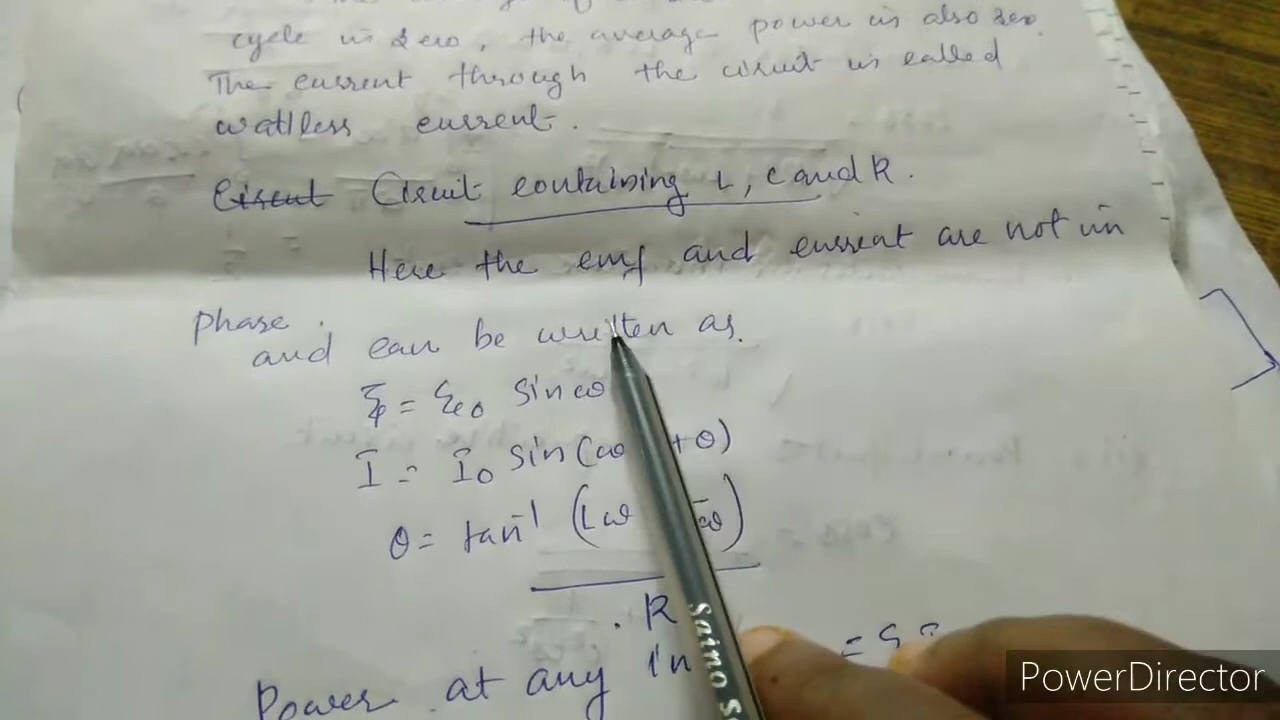 cycle is zero, the average power is also zero.
The current through the circuit is called
wattless current.
Circuit containing L, C and R.
Here the emf and current are not in
phase.
and can be written as.
= sin ω
I = I₀ sin(ω + θ)
θ = tan⁻¹ (Lω ω)
R
Power at any in =
Saino
PowerDirector